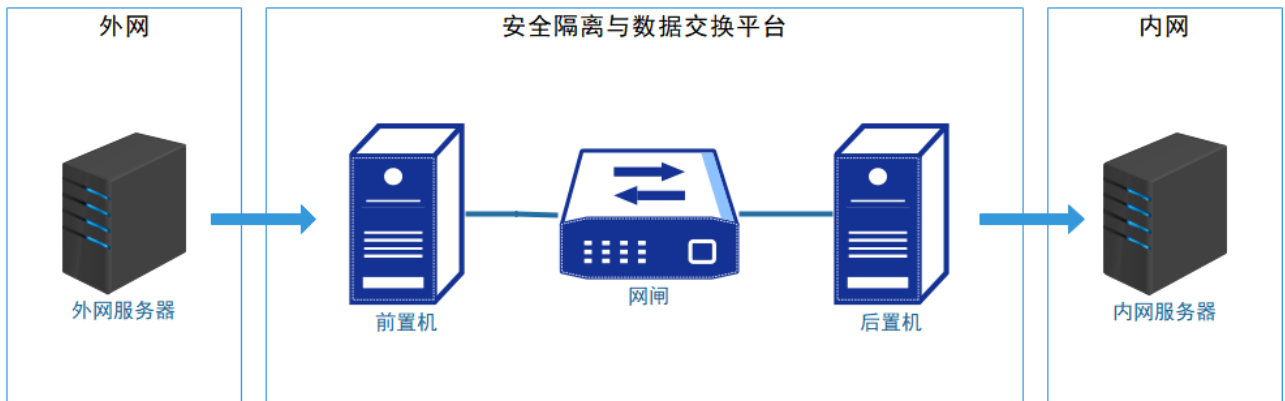 外网
安全隔离与数据交换平台
内网
外网服务器
前置机
网闸
后置机
内网服务器